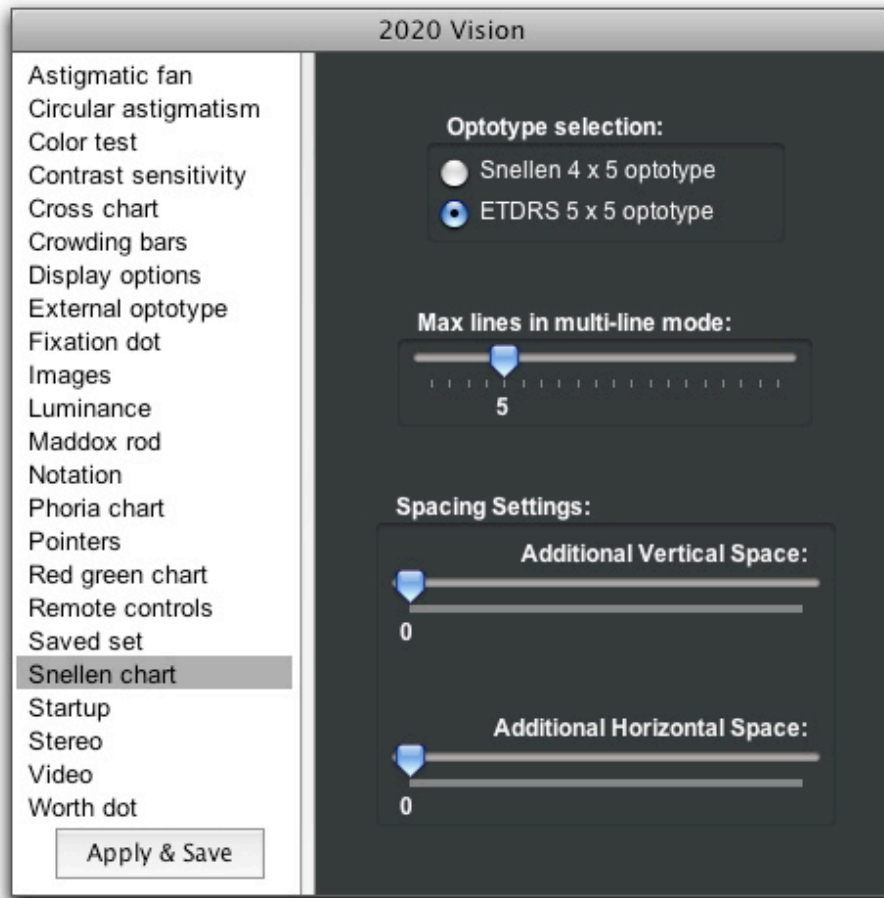 2020 Vision
Astigmatic fan
Circular astigmatism
Color test
Contrast sensitivity
Cross chart
Crowding bars
Display options
External optotype
Fixation dot
Images
Luminance
Maddox rod
Notation
Phoria chart
Pointers
Red green chart
Remote controls
Saved set
Snellen chart
Startup
Stereo
Video
Worth dot
Apply & Save
Optotype selection:
Snellen 4 x 5 optotype
ETDRS 5 x 5 optotype
Max lines in multi-line mode:
5
Spacing Settings:
Additional Vertical Space:
0
Additional Horizontal Space:
0